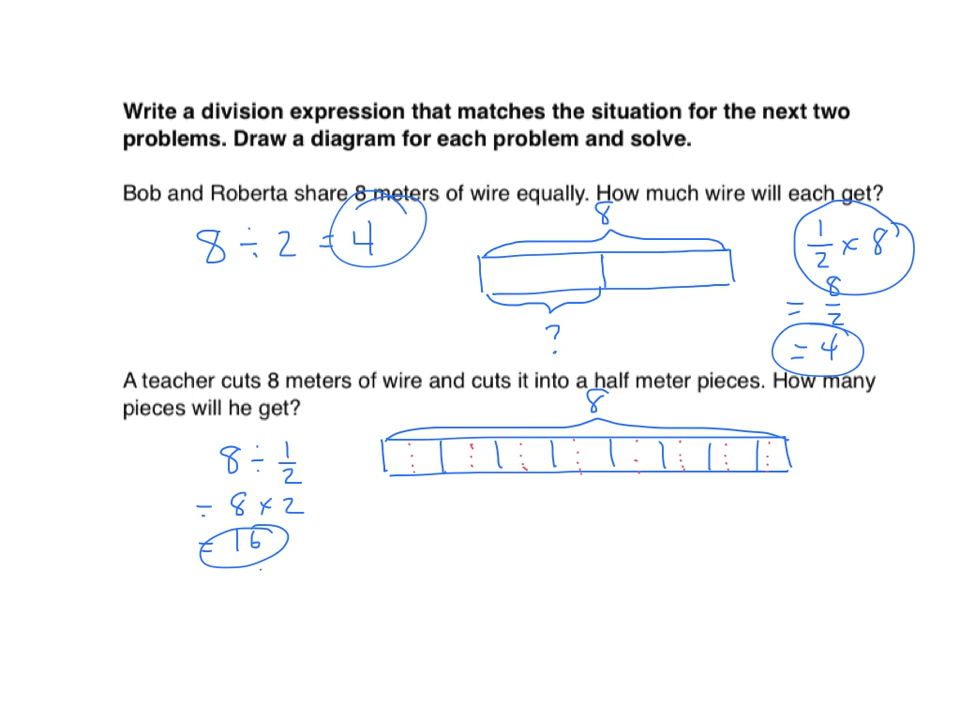 Write a division expression that matches the situation for the next two
problems. Draw a diagram for each problem and solve.
Bob and Roberta share 8 meters of wire equally. How much wire will each get?
8 ÷ 2 = 4
8
?
1/2 × 8
= 8/2
= 4
A teacher cuts 8 meters of wire and cuts it into a half meter pieces. How many
pieces will he get?
8
8 ÷ 1/2
= 8 × 2
= 16